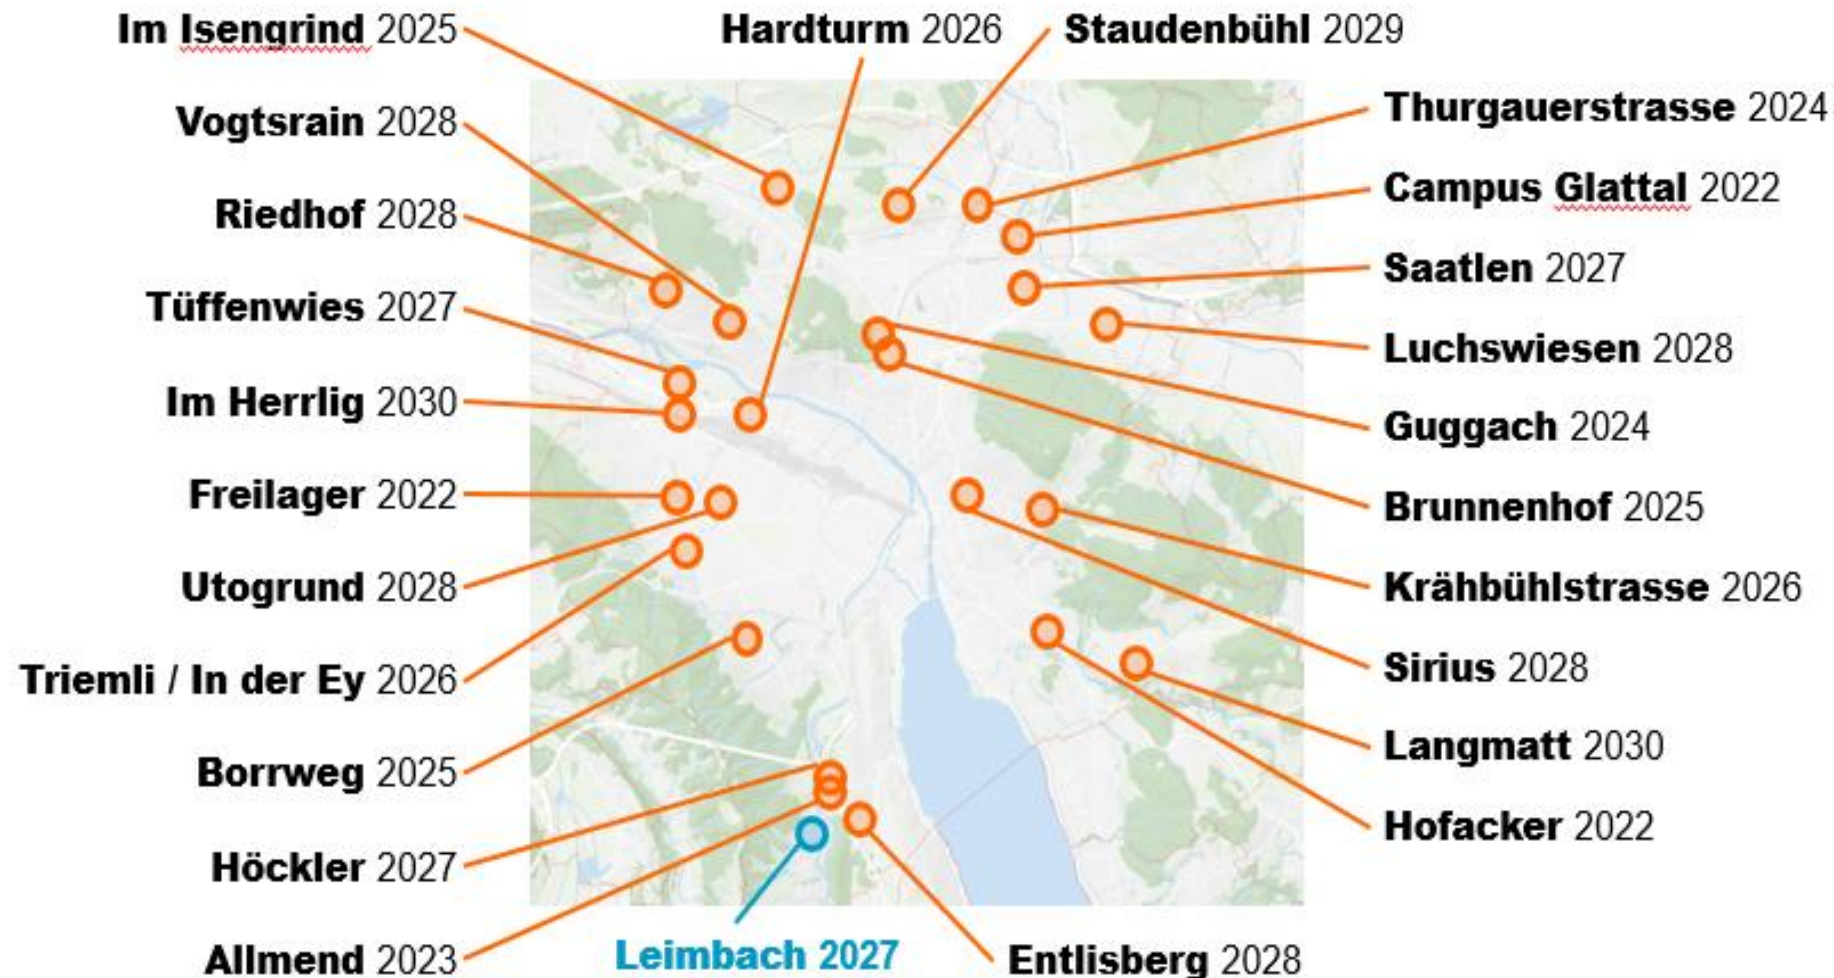 Im Isengrind 2025
Hardturm 2026
Staudenbühl 2029
Vogtsrain 2028
Riedhof 2028
Tüffenwies 2027
Im Herrlig 2030
Freilager 2022
Utogrund 2028
Triemli / In der Ey 2026
Borrweg 2025
Höckler 2027
Allmend 2023
Leimbach 2027
Entlisberg 2028
Thurgauerstrasse 2024
Campus Glattal 2022
Saatlen 2027
Luchswiesen 2028
Guggach 2024
Brunnenhof 2025
Krähbühlstrasse 2026
Sirius 2028
Langmatt 2030
Hofacker 2022